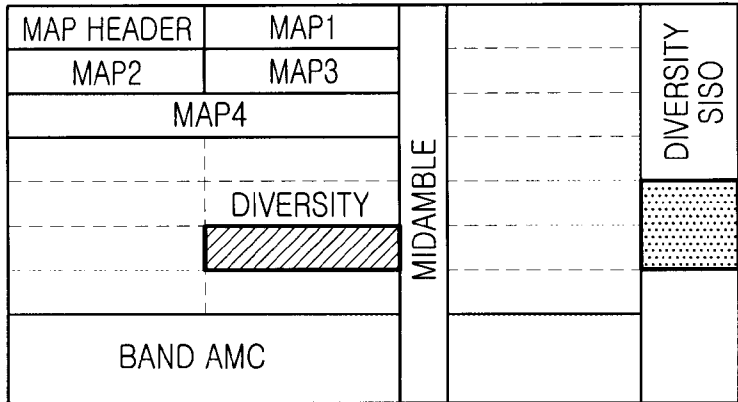 MAP HEADER
MAP1
MAP2
MAP3
MAP4
DIVERSITY
BAND AMC
MIDAMBLE
DIVERSITY
SISO